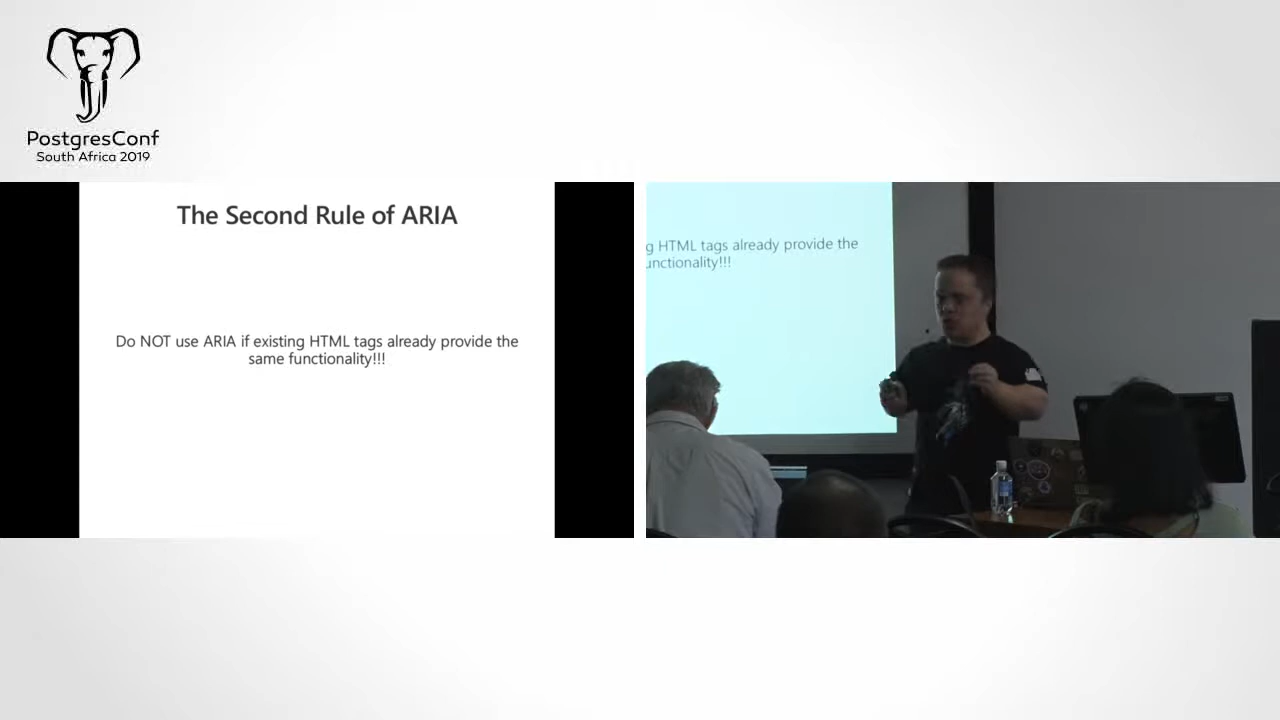 PostgresConf
South Africa 2019
The Second Rule of ARIA
Do NOT use ARIA if existing HTML tags already provide the
same functionality!!!
g HTML tags already provide the
unctionality!!!